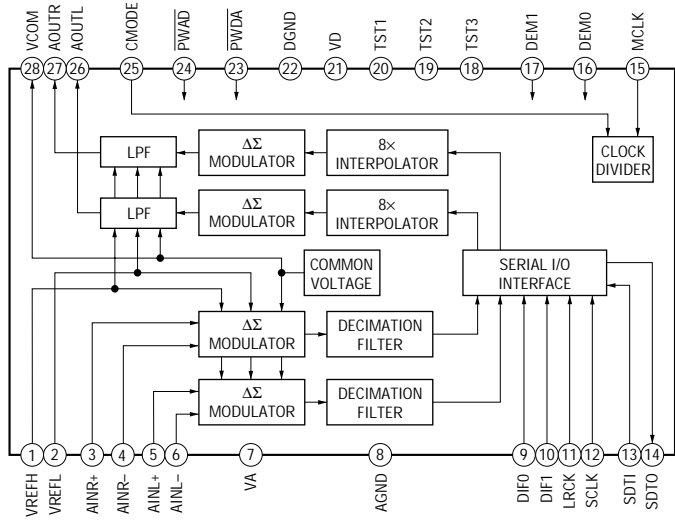 VCOM
AOUTR
AOUTL
CMODE
PWAD
PWDA
DGND
VD
TST1
TST2
TST3
DEM1
DEM0
MCLK
28
27
26
25
24
23
22
21
20
19
18
17
16
15
LPF
ΔΣ
MODULATOR
8×
INTERPOLATOR
CLOCK
DIVIDER
LPF
ΔΣ
MODULATOR
8×
INTERPOLATOR
COMMON
VOLTAGE
SERIAL I/O
INTERFACE
ΔΣ
MODULATOR
DECIMATION
FILTER
ΔΣ
MODULATOR
DECIMATION
FILTER
1
2
3
4
5
6
7
8
9
10
11
12
13
14
VREFH
VREFL
AINR+
AINR−
AINL+
AINL−
VA
AGND
DIF0
DIF1
LRCK
SCLK
SDTI
SDTO